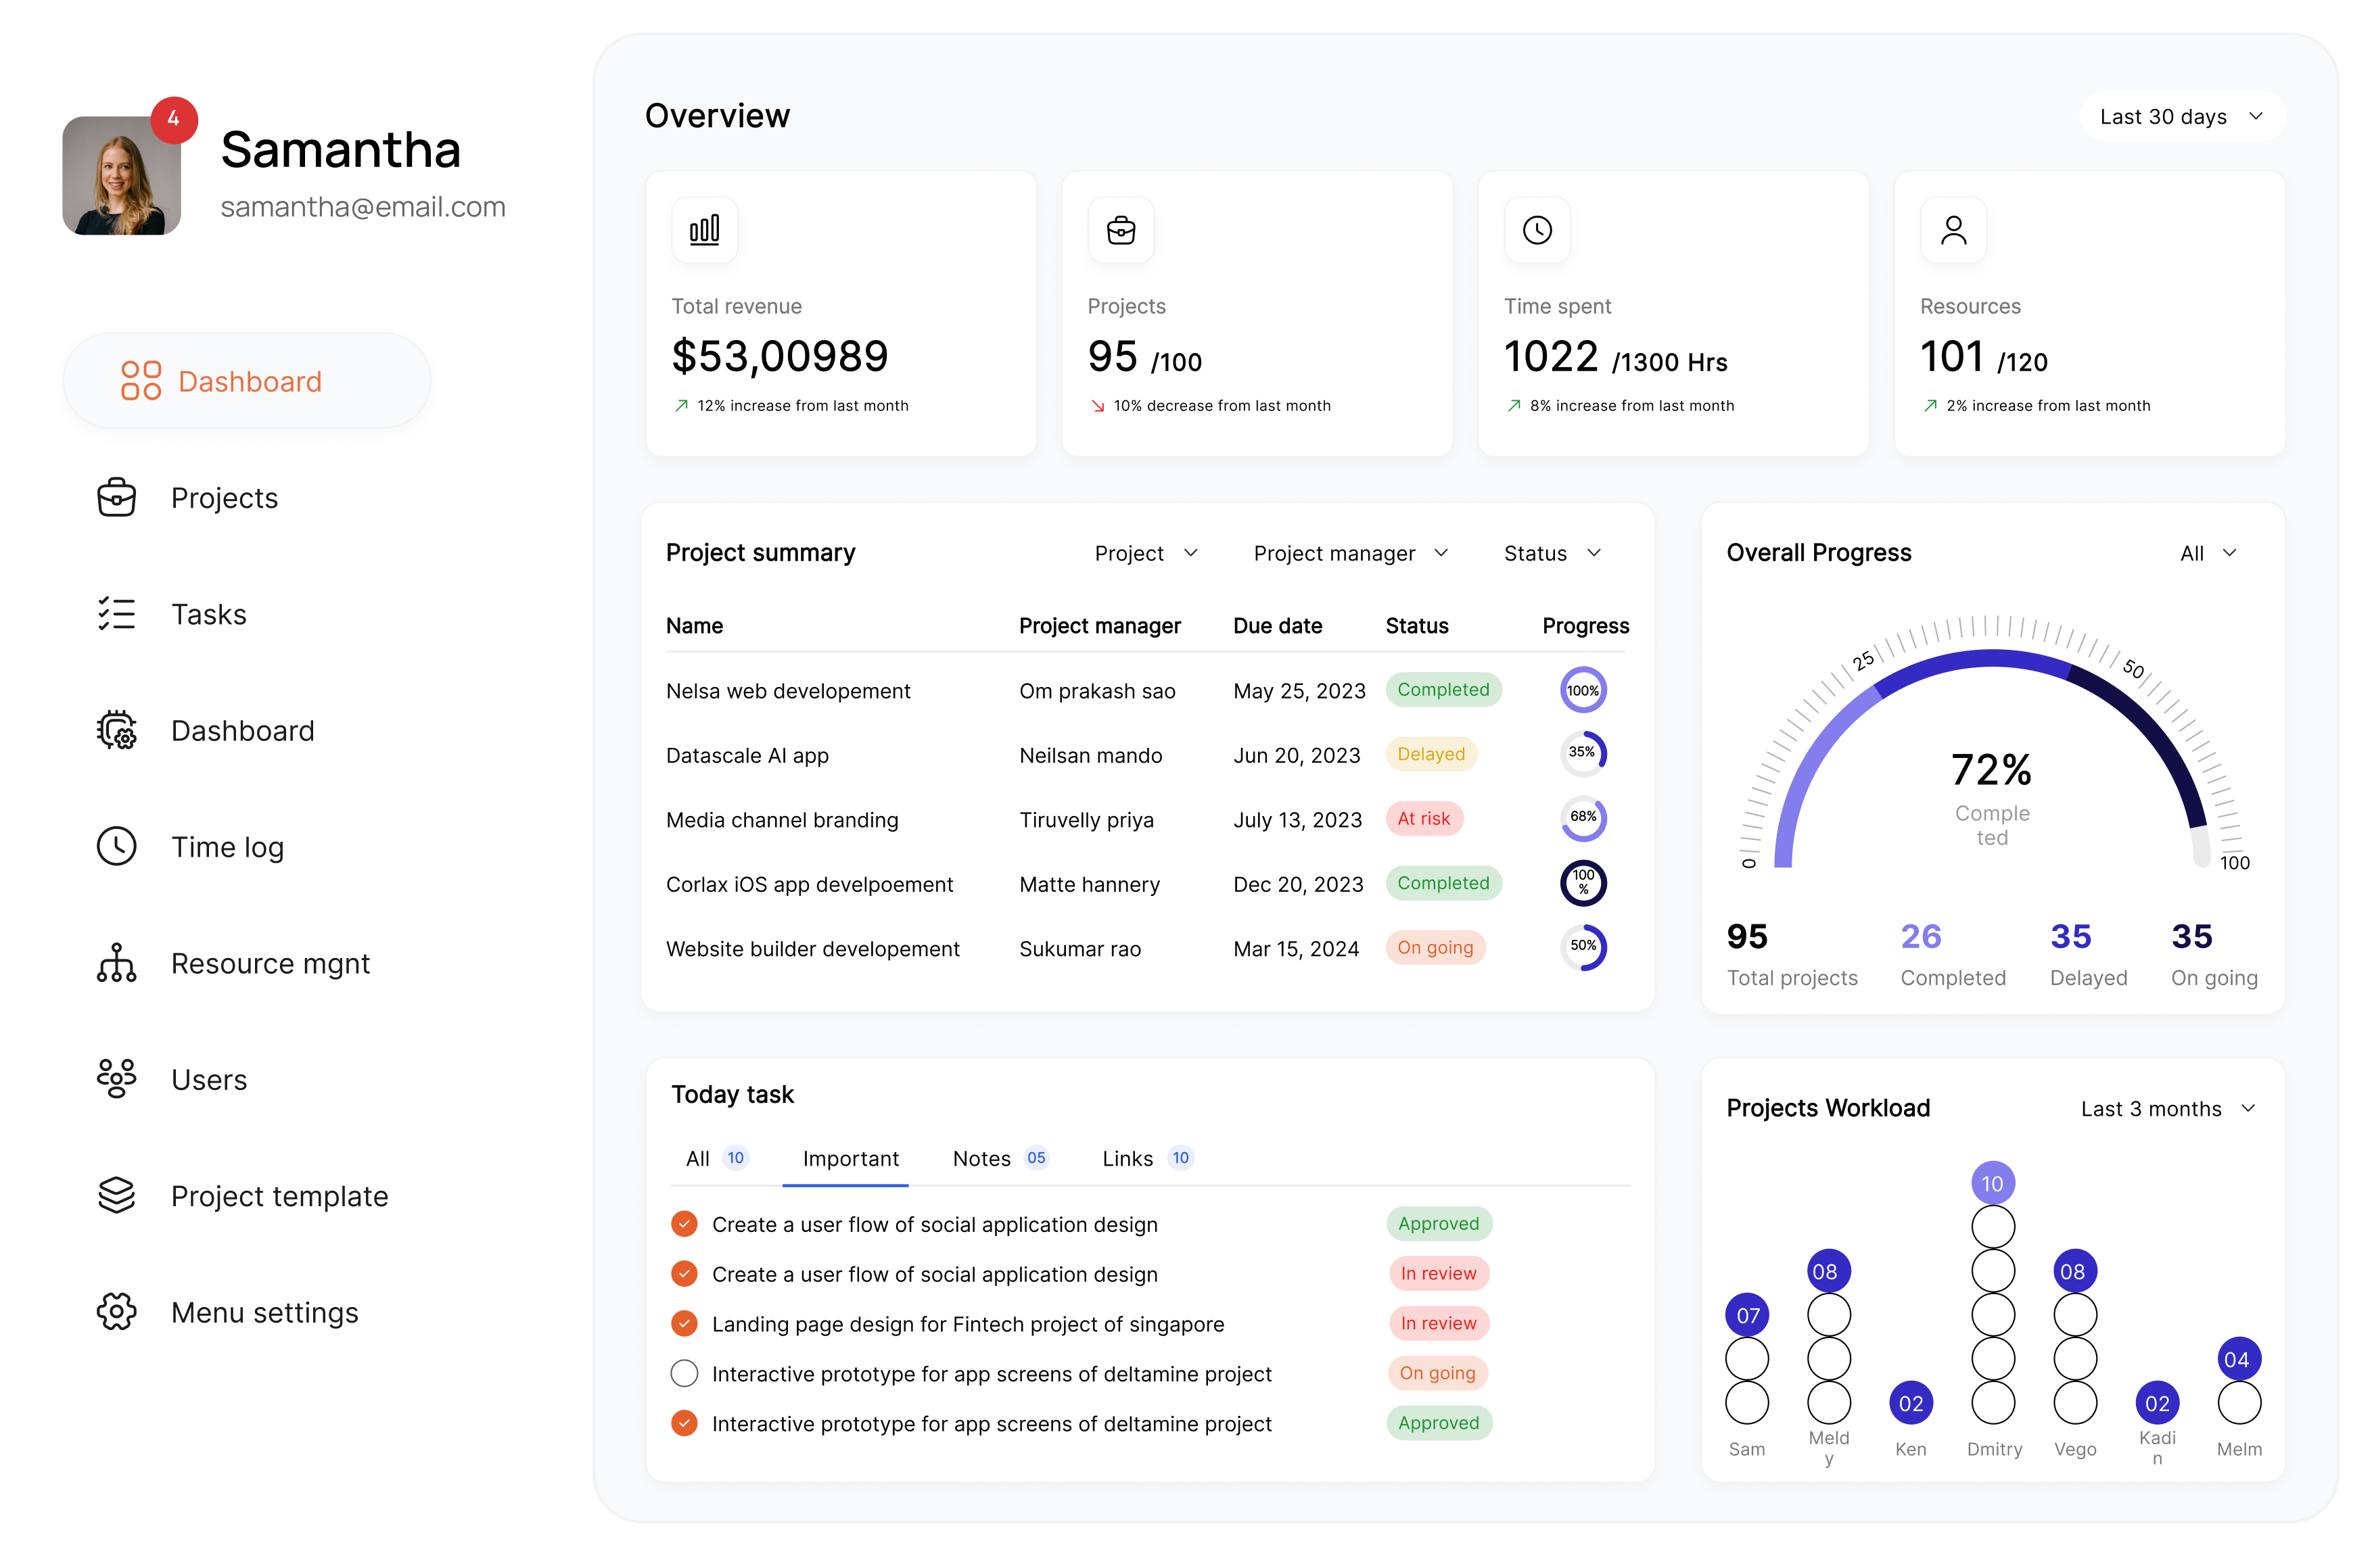 4
Samantha
samantha@email.com
Dashboard
Projects
Tasks
Dashboard
Time log
Resource mgnt
Users
Project template
Menu settings
Overview
Last 30 days
Total revenue
$53,00989
12% increase from last month
Projects
95 /100
10% decrease from last month
Time spent
1022 /1300 Hrs
8% increase from last month
Resources
101 /120
2% increase from last month
Project summary
Project
Project manager
Status
Name Project manager Due date Status Progress
Nelsa web developement Om prakash sao May 25, 2023 Completed 100%
Datascale AI app Neilsan mando Jun 20, 2023 Delayed 35%
Media channel branding Tiruvelly priya July 13, 2023 At risk 68%
Corlax iOS app develpoement Matte hannery Dec 20, 2023 Completed 100
%
Website builder developement Sukumar rao Mar 15, 2024 On going 50%
Overall Progress
All
0
25
50
100
72%
Comple
ted
95 26 35 35
Total projects Completed Delayed On going
Today task
All 10 Important Notes 05 Links 10
Create a user flow of social application design Approved
Create a user flow of social application design In review
Landing page design for Fintech project of singapore In review
Interactive prototype for app screens of deltamine project On going
Interactive prototype for app screens of deltamine project Approved
Projects Workload
Last 3 months
10
08 08
07
04
02 02
Sam Meld
y Ken Dmitry Vego Kadi
n Melm